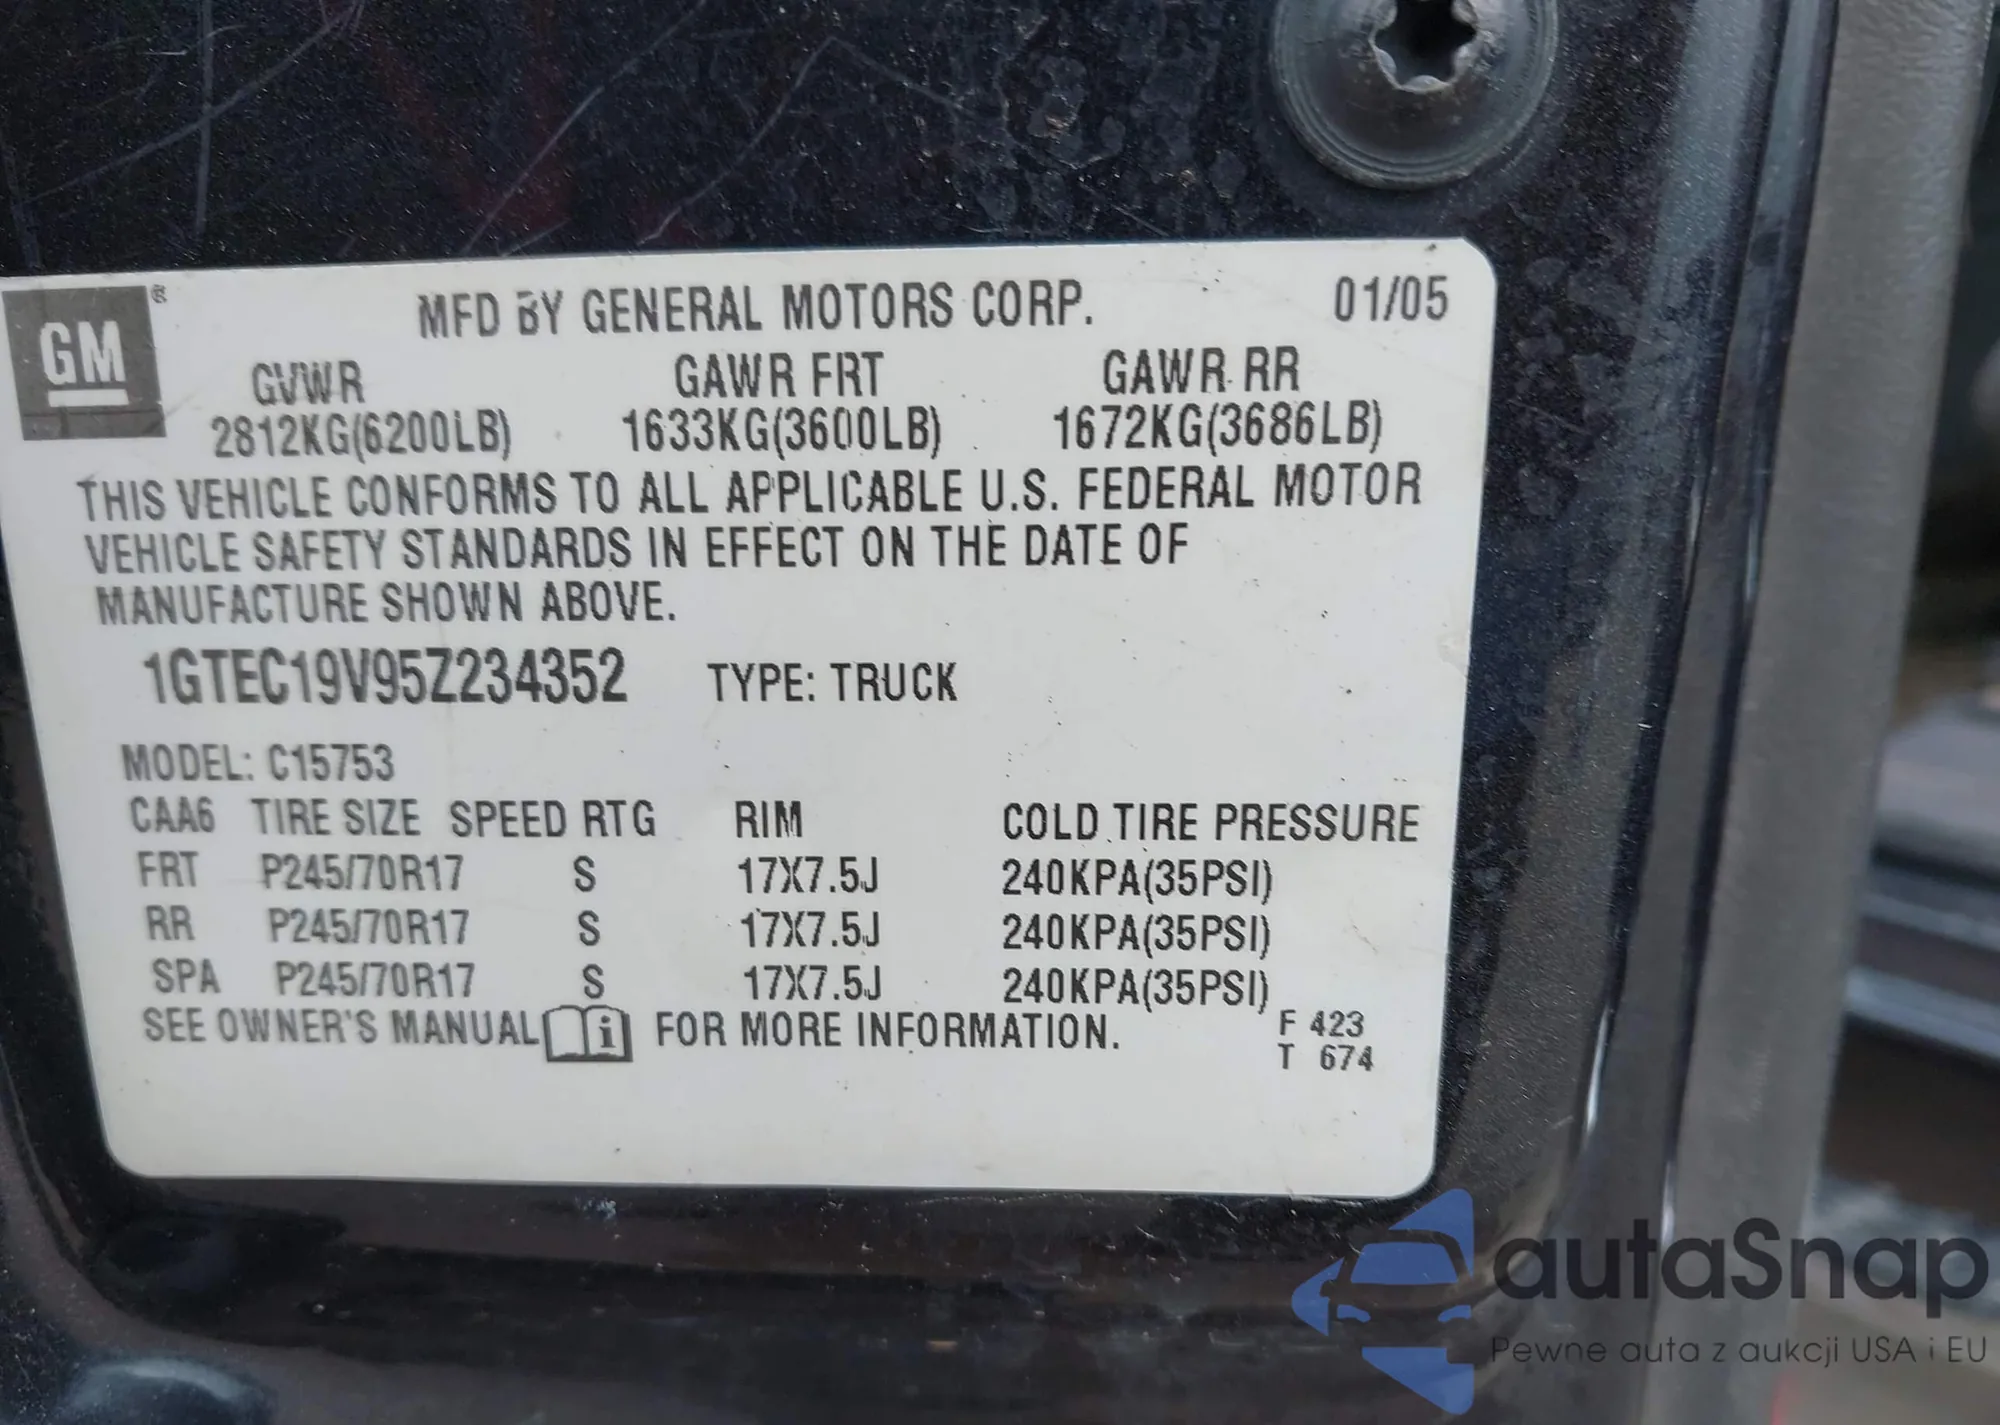 GM ®
MFD BY GENERAL MOTORS CORP. 01/05
GVWR GAWR FRT GAWR RR
2812KG(6200LB) 1633KG(3600LB) 1672KG(3686LB)
THIS VEHICLE CONFORMS TO ALL APPLICABLE U.S. FEDERAL MOTOR
VEHICLE SAFETY STANDARDS IN EFFECT ON THE DATE OF
MANUFACTURE SHOWN ABOVE.
1GTEC19V95Z234352 TYPE: TRUCK
MODEL: C15753
CAA6 TIRE SIZE SPEED RTG RIM COLD TIRE PRESSURE
FRT P245/70R17 S 17X7.5J 240KPA(35PSI)
RR P245/70R17 S 17X7.5J 240KPA(35PSI)
SPA P245/70R17 S 17X7.5J 240KPA(35PSI)
SEE OWNER'S MANUAL i FOR MORE INFORMATION.
F 423
T 674
autaSnap
Pewne auta z aukcji USA i EU